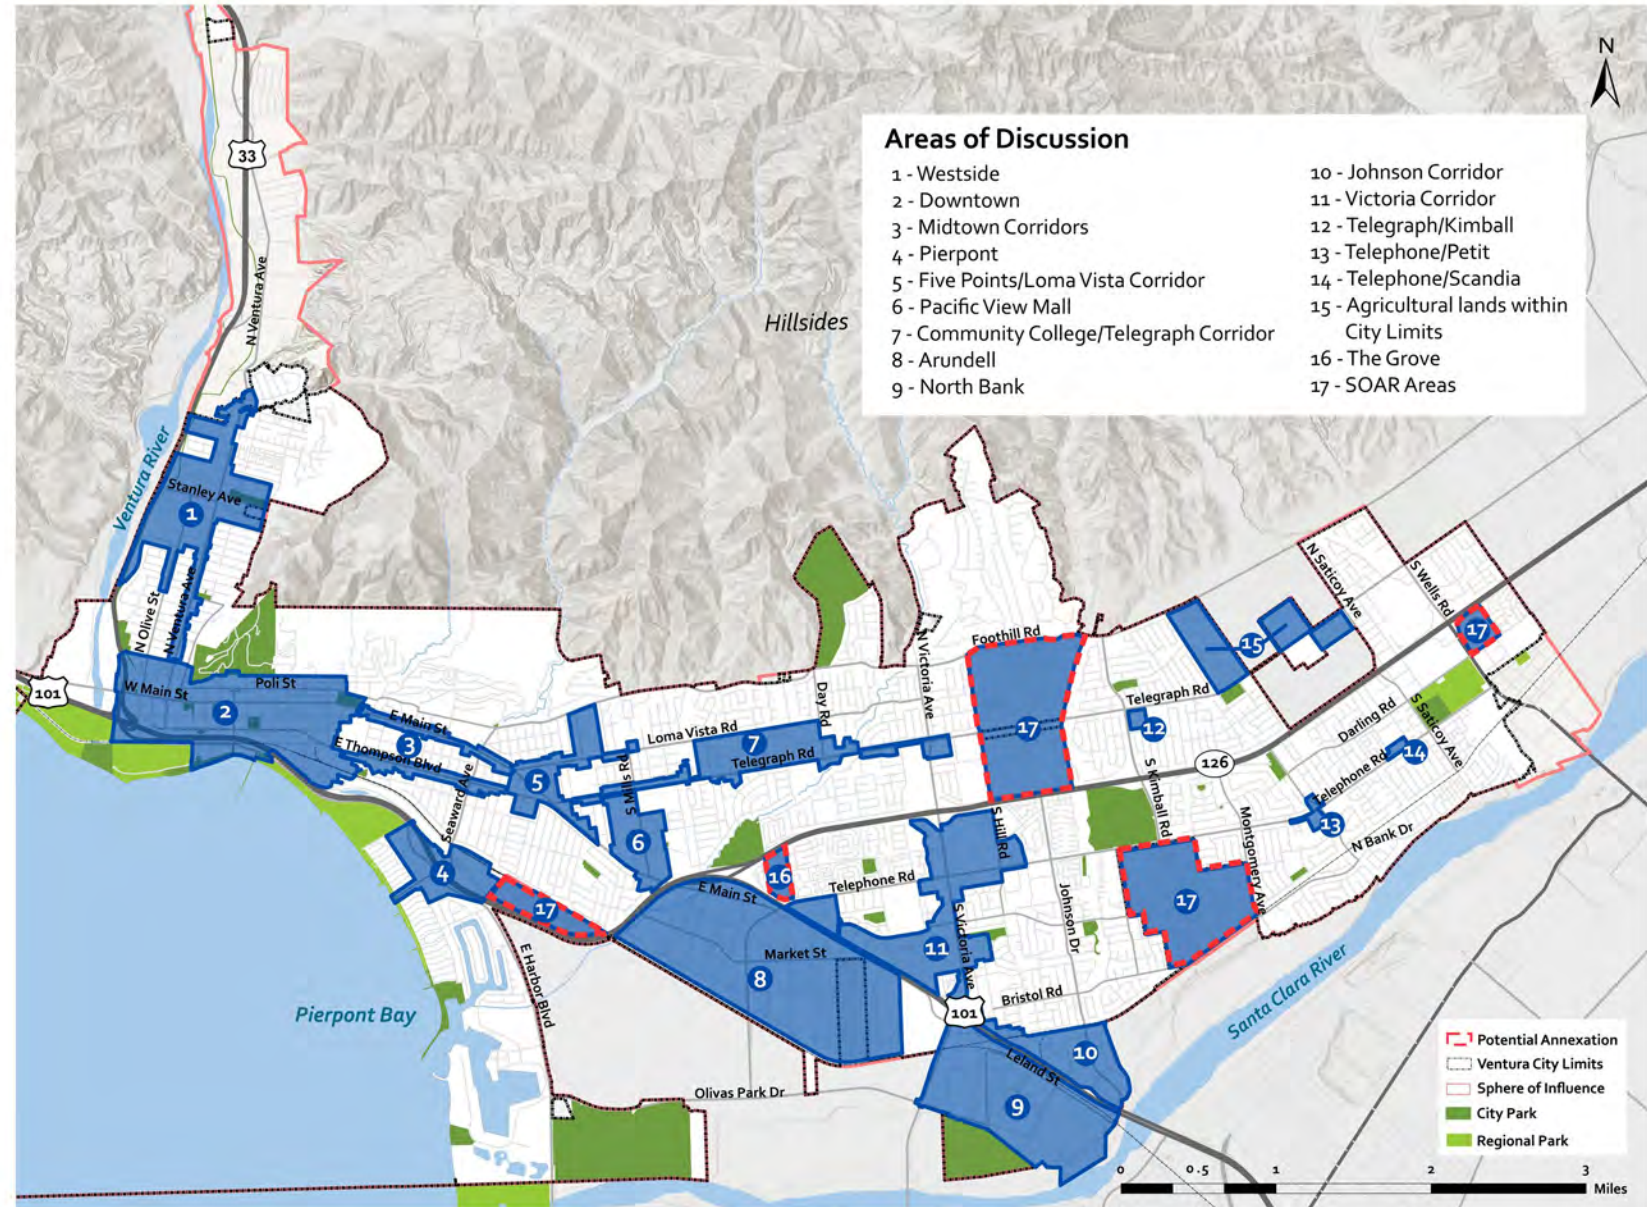 N
33
Areas of Discussion
1 - Westside
2 - Downtown
3 - Midtown Corridors
4 - Pierpont
5 - Five Points/Loma Vista Corridor
6 - Pacific View Mall
7 - Community College/Telegraph Corridor
8 - Arundell
9 - North Bank
10 - Johnson Corridor
11 - Victoria Corridor
12 - Telegraph/Kimball
13 - Telephone/Petit
14 - Telephone/Scandia
15 - Agricultural lands within
City Limits
16 - The Grove
17 - SOAR Areas
N Ventura Ave
Hillsides
Ventura River
Stanley Ave
1
N Olive St
N Ventura Ave
N Saticoy Ave
S Wells Rd
17
Foothill Rd
15
N Victoria Ave
101
W Main St
Poli St
2
E Main St
3
E Thompson Blvd
Seaward Ave
5
S Mills Rd
Loma Vista Rd
7
Telegraph Rd
Day Rd
17
Telegraph Rd
12
Darling Rd
S Saticoy Ave
14
126
S Kimball Rd
Telephone Rd
13
Montgomery Ave
N Bank Dr
4
6
16
Telephone Rd
S Hill Rd
17
E Main St
17
Johnson Dr
S Victoria Ave
11
Market St
8
E Harbor Blvd
Pierpont Bay
Bristol Rd
101
Santa Clara River
10
Leland St
9
Olivas Park Dr
Potential Annexation
Ventura City Limits
Sphere of Influence
City Park
Regional Park
0 0.5 1 2 3
Miles